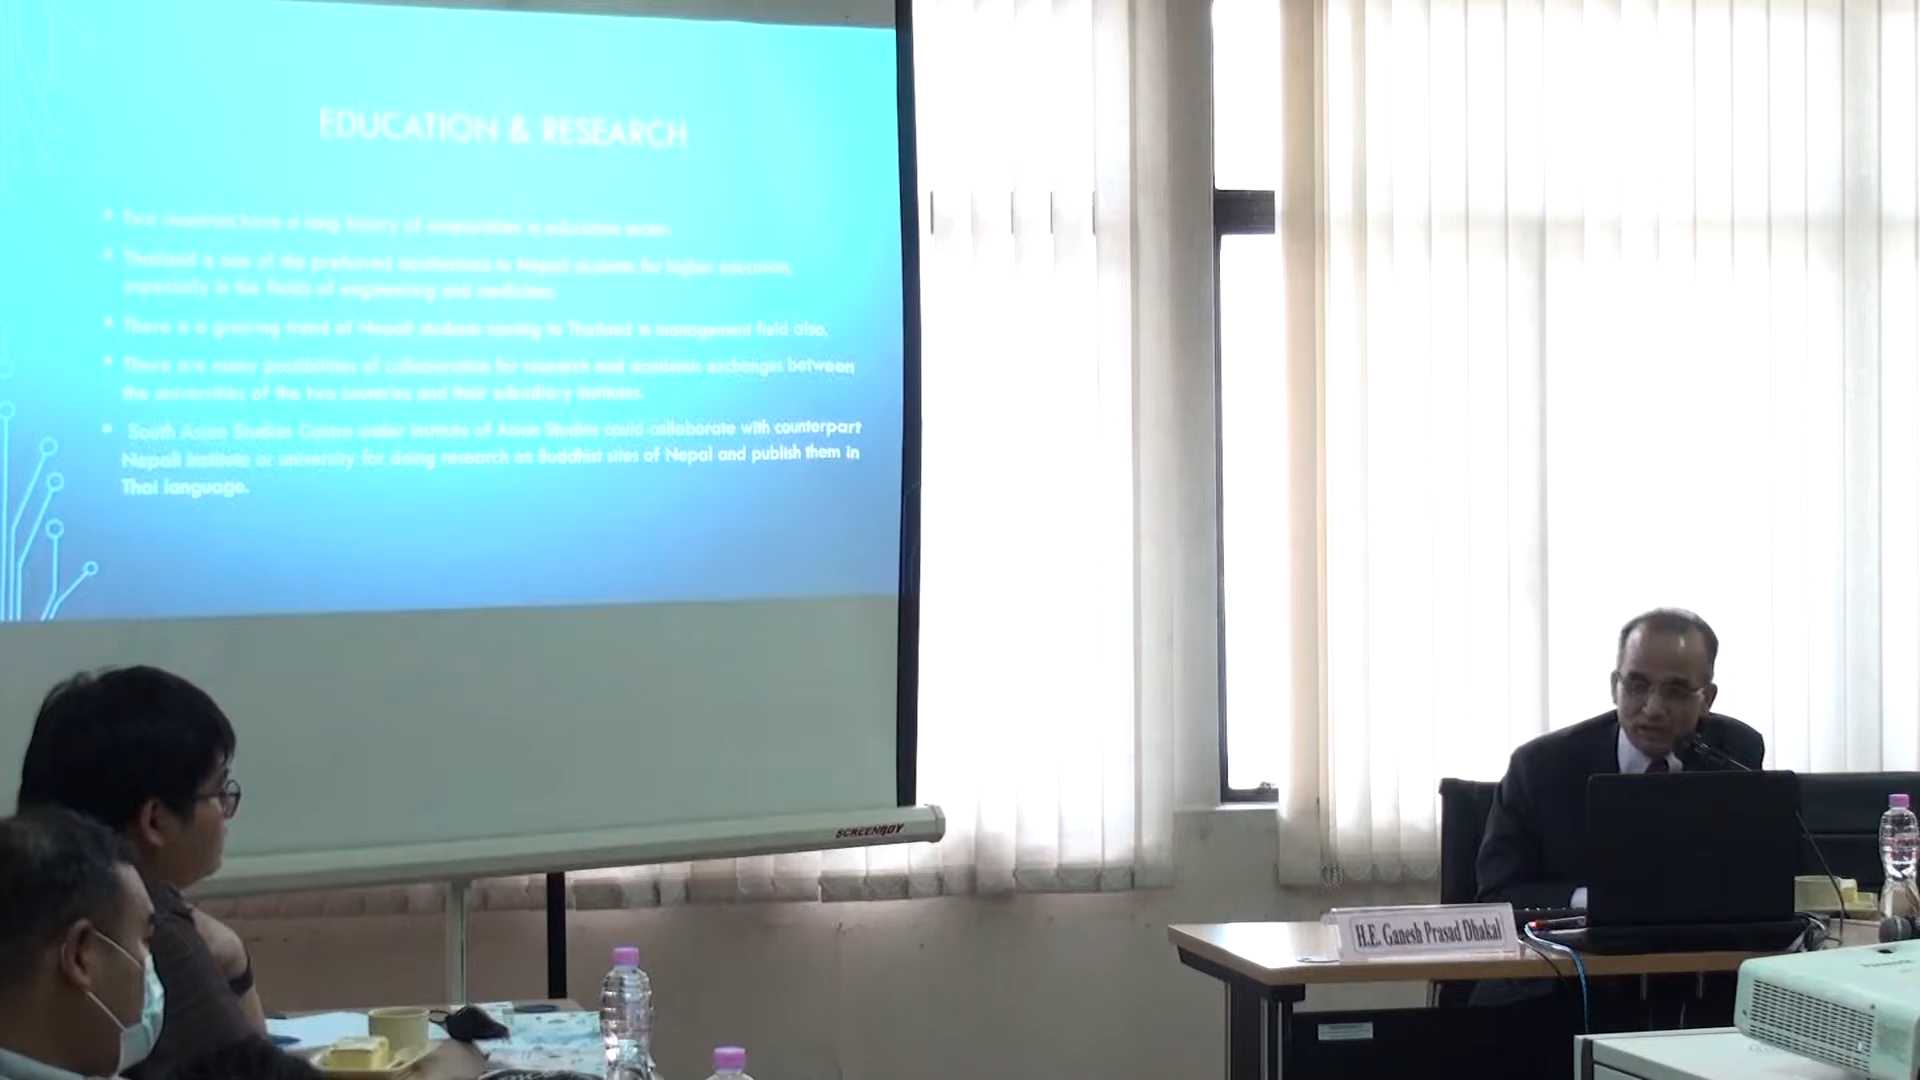 EDUCATION & RESEARCH
• Two countries have a long history of cooperation in education sector.
• Thailand is one of the preferred destinations to Nepali students for higher education,
especially in the fields of engineering and medicines.
• There is a growing trend of Nepali students coming to Thailand in management field also.
• There are many possibilities of collaboration for research and academic exchanges between
the universities of the two countries and their subsidiary institutes.
• South Asian Studies Centre under Institute of Asian Studies could collaborate with counterpart
Nepali institute or university for doing research on Buddhist sites of Nepal and publish them in
Thai language.
SCREENBOY
H.E. Ganesh Prasad Dhakal